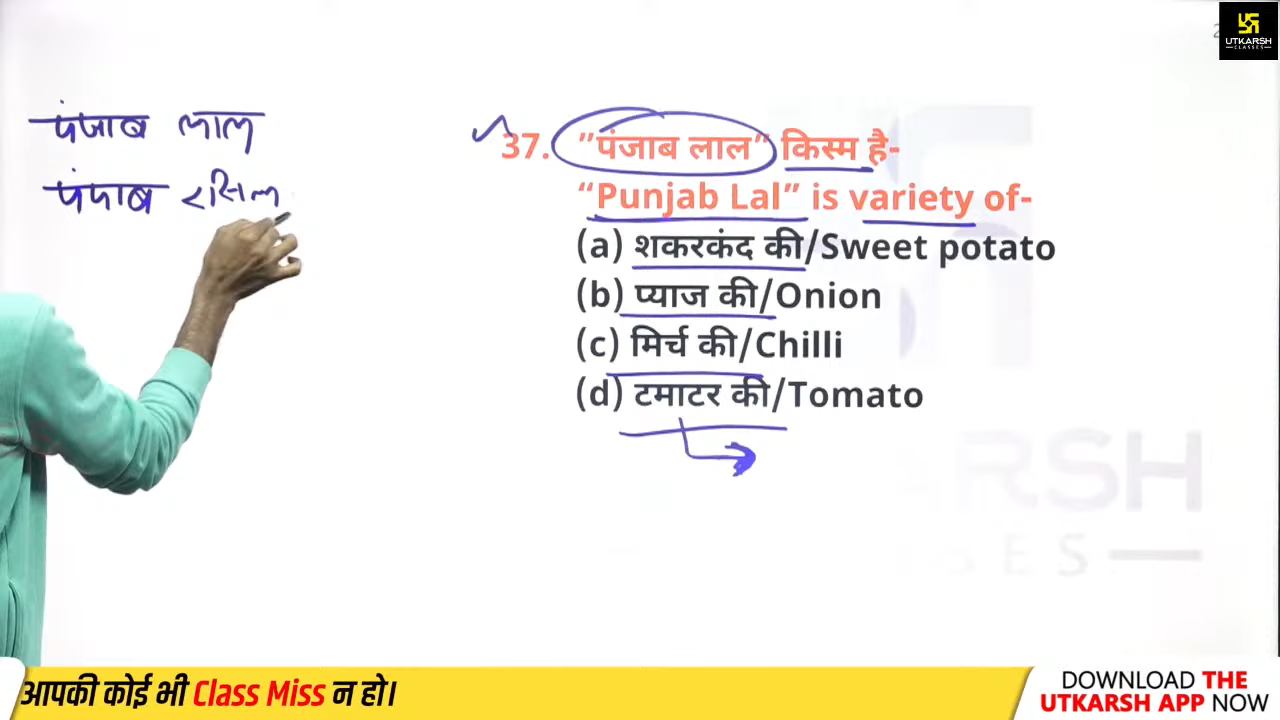 UTKARSH
CLASSES
पंजाब लाल
पंजाब रसिल
37. "पंजाब लाल" किस्म है-
“Punjab Lal” is variety of-
(a) शकरकंद की/Sweet potato
(b) प्याज की/Onion
(c) मिर्च की/Chilli
(d) टमाटर की/Tomato
आपकी कोई भी Class Miss न हो।
DOWNLOAD THE
UTKARSH APP NOW